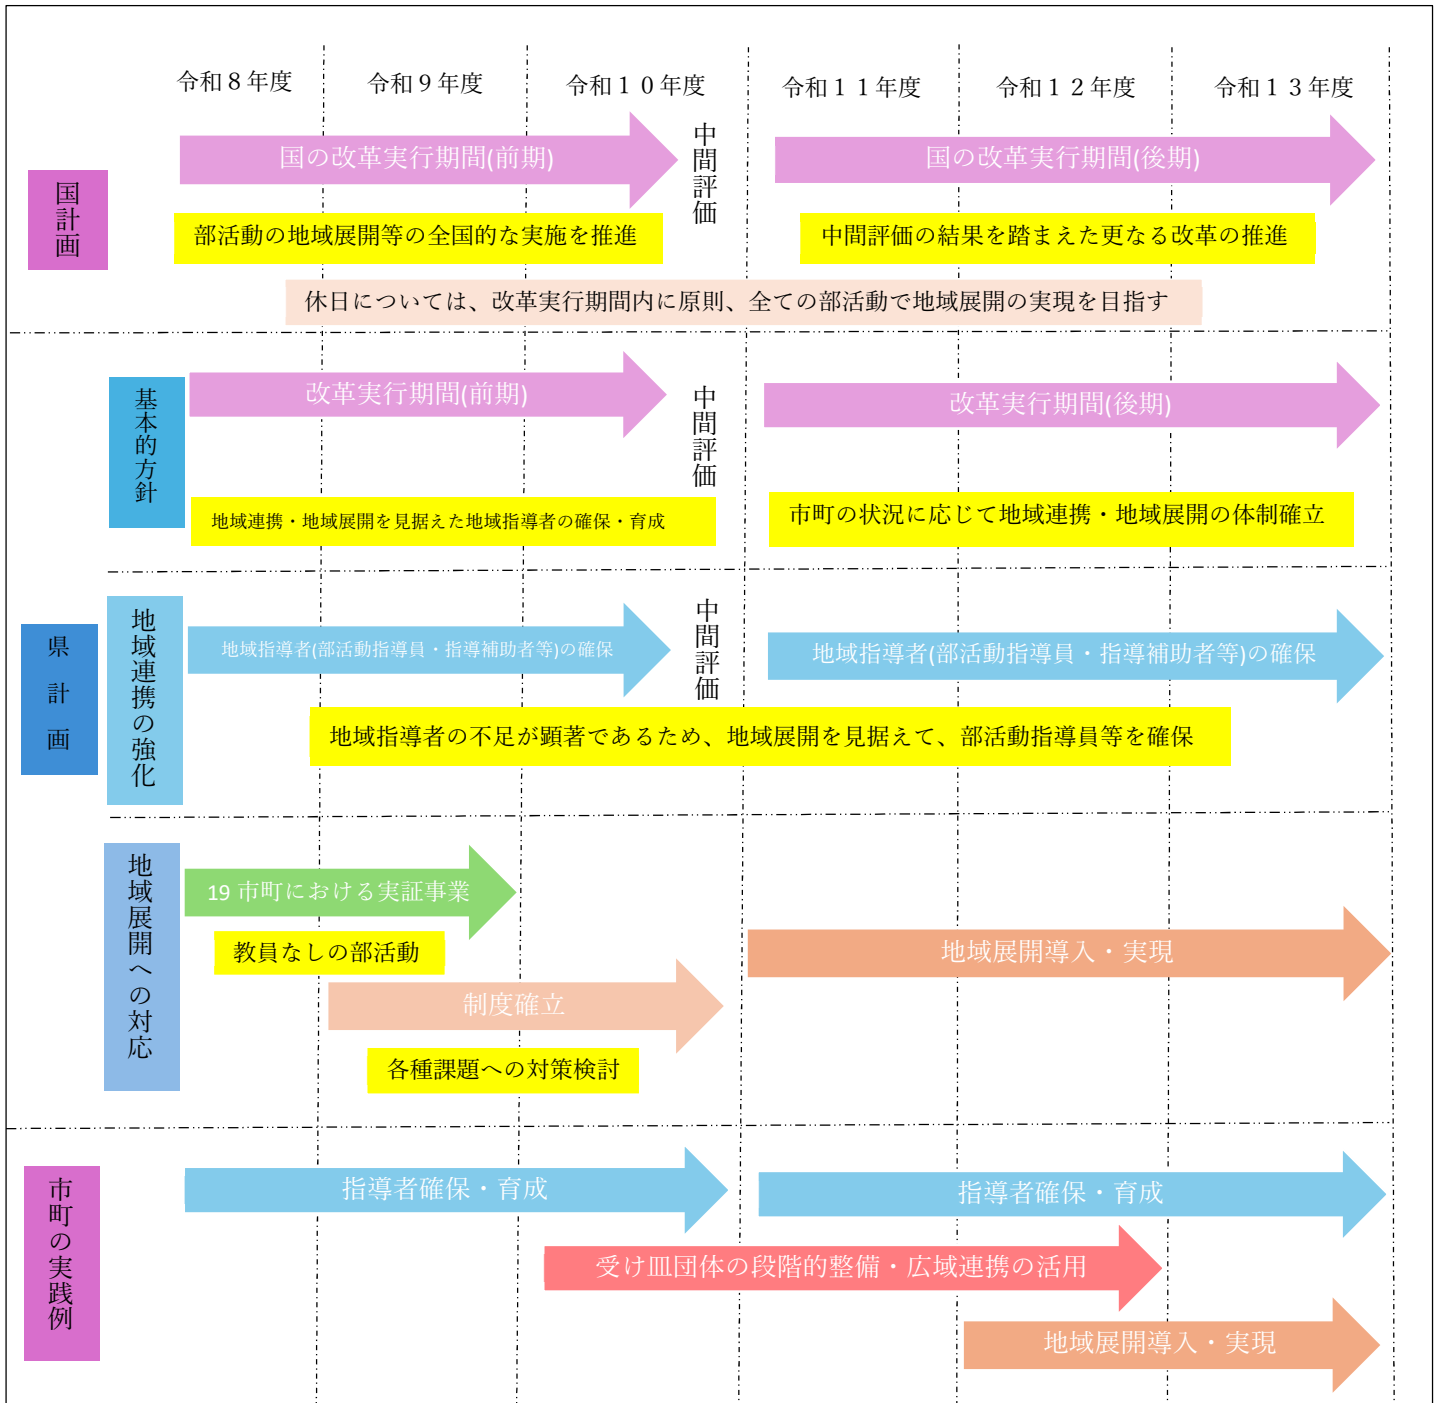 令和８年度
令和９年度
令和１０年度
令和１１年度
令和１２年度
令和１３年度
国計画
国の改革実行期間(前期)
中間評価
国の改革実行期間(後期)
部活動の地域展開等の全国的な実施を推進
中間評価の結果を踏まえた更なる改革の推進
休日については、改革実行期間内に原則、全ての部活動で地域展開の実現を目指す
県計画
基本的方針
改革実行期間(前期)
中間評価
改革実行期間(後期)
地域連携・地域展開を見据えた地域指導者の確保・育成
市町の状況に応じて地域連携・地域展開の体制確立
地域連携の強化
地域指導者(部活動指導員・指導補助者等)の確保
中間評価
地域指導者(部活動指導員・指導補助者等)の確保
地域指導者の不足が顕著であるため、地域展開を見据えて、部活動指導員等を確保
地域展開への対応
19 市町における実証事業
教員なしの部活動
地域展開導入・実現
制度確立
各種課題への対策検討
市町の実践例
指導者確保・育成
指導者確保・育成
受け皿団体の段階的整備・広域連携の活用
地域展開導入・実現